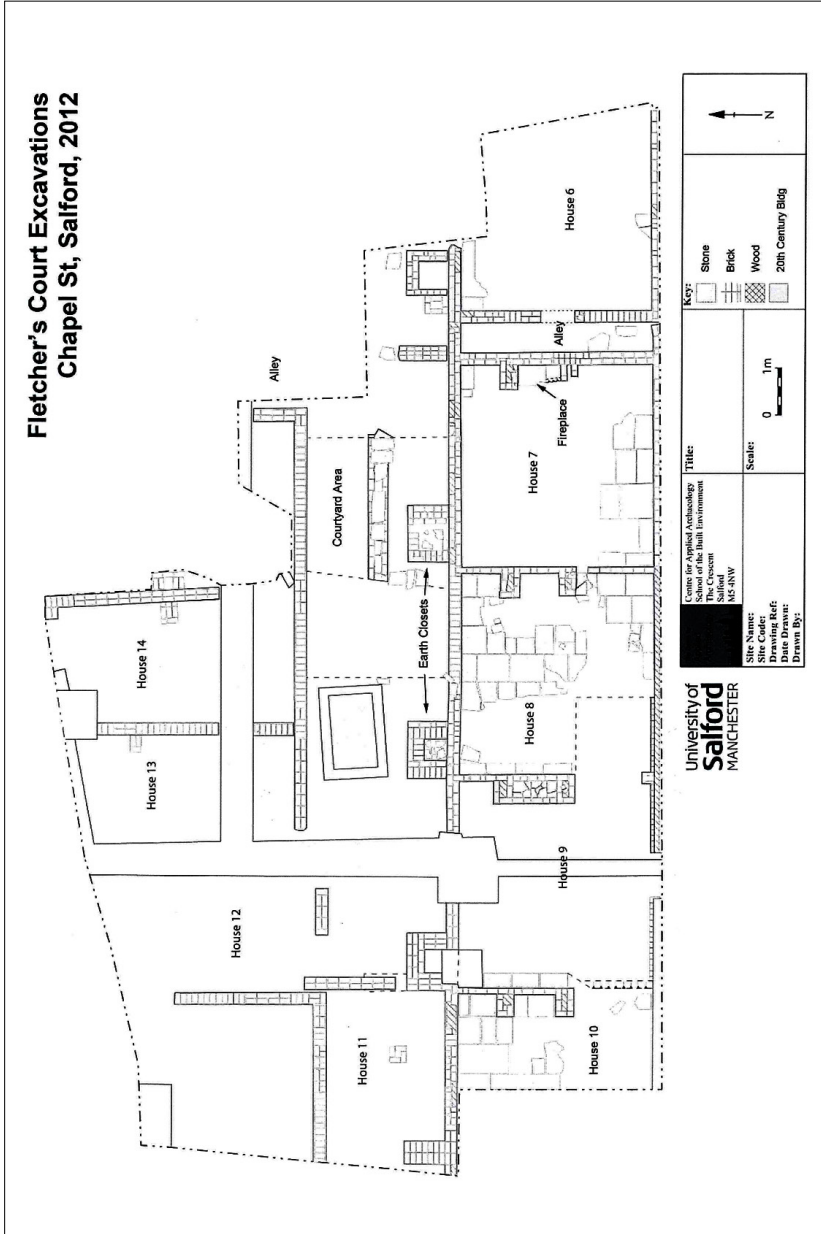 Fletcher's Court Excavations
Chapel St, Salford, 2012
House 14
House 13
House 12
House 11
Alley
Courtyard Area
Earth Closets
House 6
Alley
Fireplace
House 7
House 8
House 9
House 10
University of
Salford
MANCHESTER
Centre for Applied Archaeology
School of the Built Environment
The Crescent
Salford
M5 4NW
Site Name:
Site Code:
Drawing Ref:
Date Drawn:
Drawn By:
Title:
Scale:
0 1m
Key:
Stone
Brick
Wood
20th Century Bldg
N